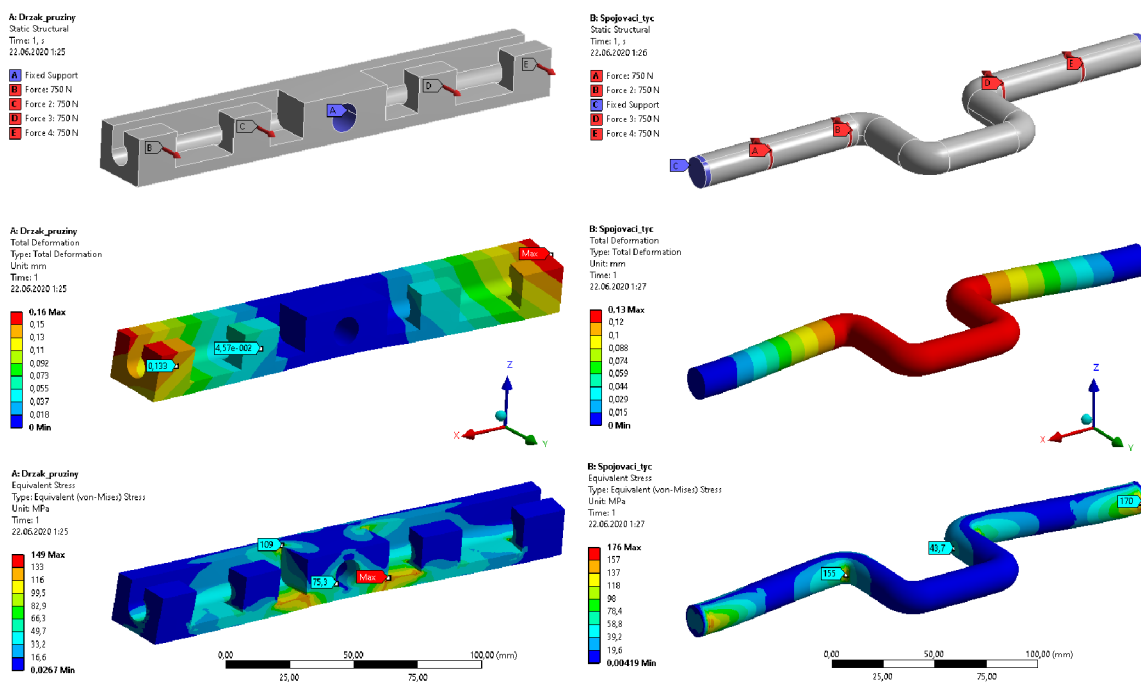 A: Drzak_pruziny
Static Structural
Time: 1, s
22.06.2020 1:25
A Fixed Support
B Force: 750 N
C Force 2: 750 N
D Force 3: 750 N
E Force 4: 750 N
B
C
A
D
E
B: Spojovaci_tyc
Static Structural
Time: 1, s
22.06.2020 1:26
A Force: 750 N
B Force 2: 750 N
C Fixed Support
D Force 3: 750 N
E Force 4: 750 N
C
A
B
D
E
A: Drzak_pruziny
Total Deformation
Type: Total Deformation
Unit: mm
Time: 1
22.06.2020 1:25
0,16 Max
0,15
0,13
0,11
0,092
0,073
0,055
0,037
0,018
0 Min
0,133
4,57e-002
Max
X
Y
Z
B: Spojovaci_tyc
Total Deformation
Type: Total Deformation
Unit: mm
Time: 1
22.06.2020 1:27
0,13 Max
0,12
0,1
0,088
0,074
0,059
0,044
0,029
0,015
0 Min
X
Y
Z
A: Drzak_pruziny
Equivalent Stress
Type: Equivalent (von-Mises) Stress
Unit: MPa
Time: 1
22.06.2020 1:25
149 Max
133
116
99,5
82,9
66,3
49,7
33,2
16,6
0,0267 Min
109
75,3
Max
0,00 50,00 100,00 (mm)
25,00 75,00
B: Spojovaci_tyc
Equivalent Stress
Type: Equivalent (von-Mises) Stress
Unit: MPa
Time: 1
22.06.2020 1:27
176 Max
157
137
118
98
78,4
58,8
39,2
19,6
0,00419 Min
155
43,7
170
0,00 50,00 100,00 (mm)
25,00 75,00